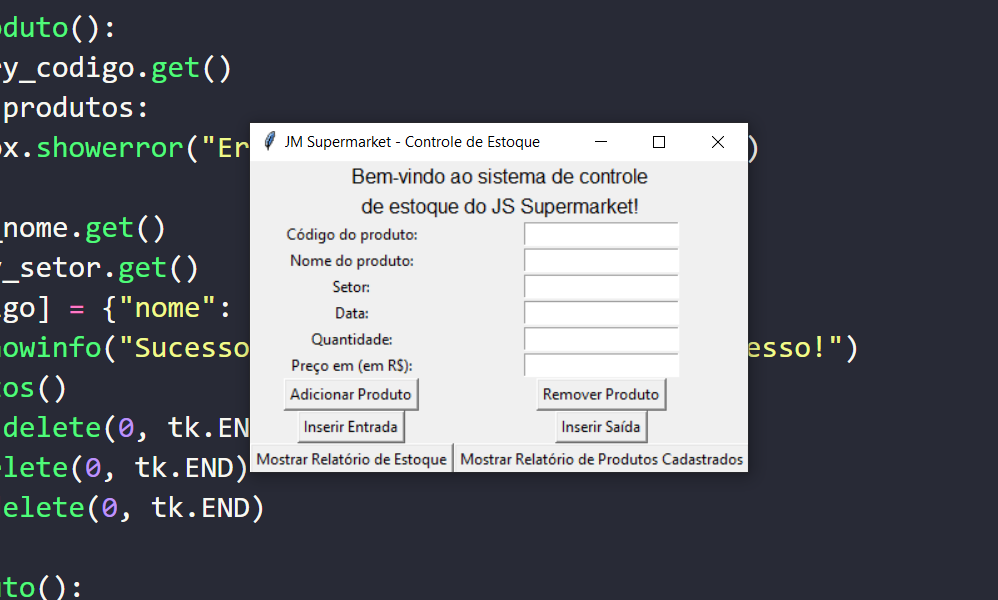 oduto():
ry_codigo.get()
produtos:
ox.showerror("Er )
_nome.get()
y_setor.get()
igo] = {"nome":
howinfo("Sucesso esso!")
tos()
delete(0, tk.EN
elete(0, tk.END)
elete(0, tk.END)
uto():
JM Supermarket - Controle de Estoque
Bem-vindo ao sistema de controle
de estoque do JS Supermarket!
Código do produto:
Nome do produto:
Setor:
Data:
Quantidade:
Preço em (em R$):
Adicionar Produto Remover Produto
Inserir Entrada Inserir Saída
Mostrar Relatório de Estoque Mostrar Relatório de Produtos Cadastrados